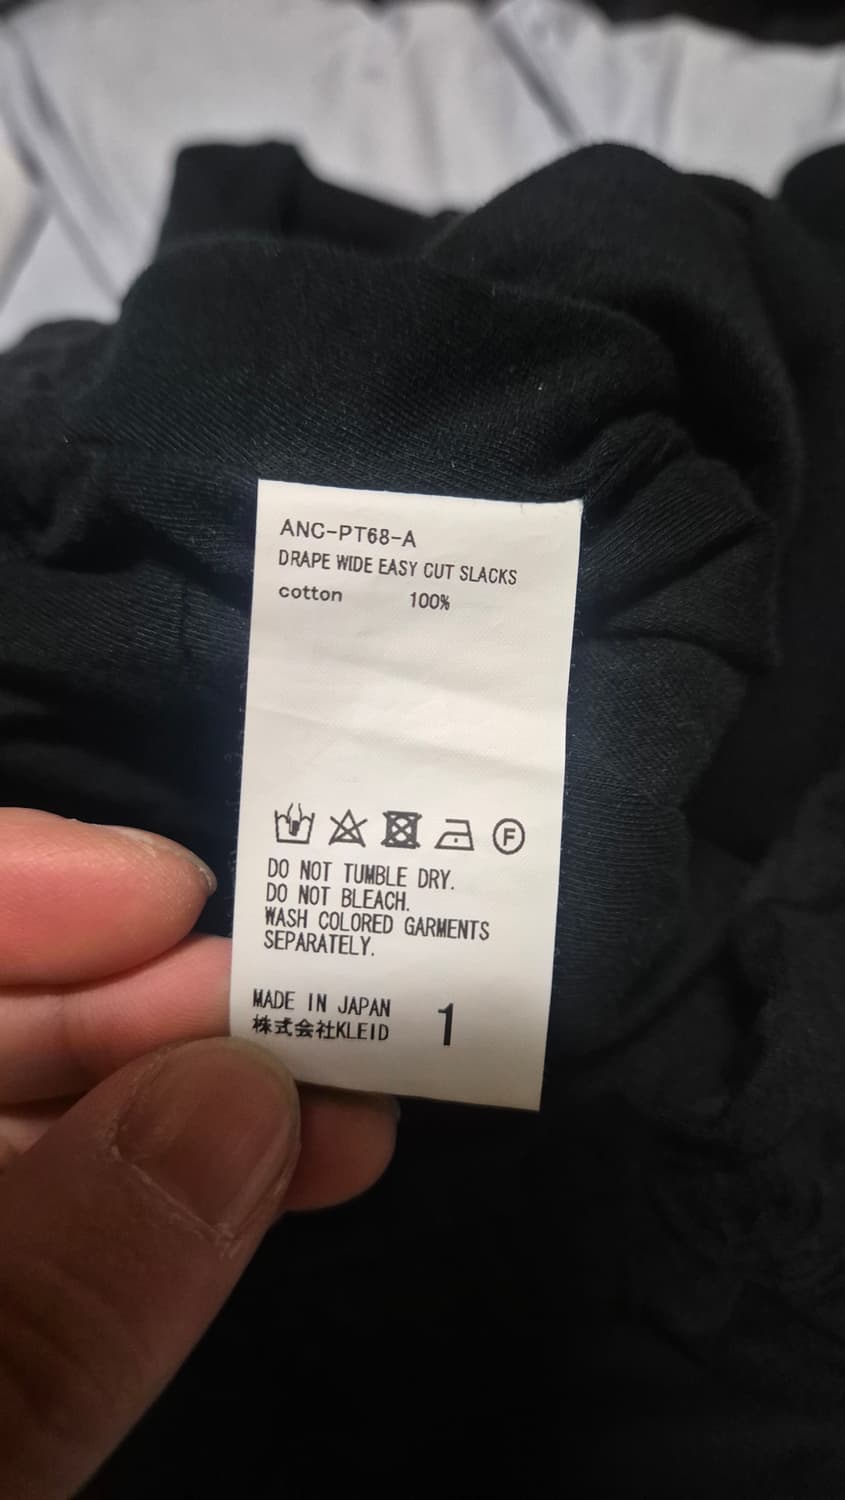 ANC-PT68-A
DRAPE WIDE EASY CUT SLACKS
cotton 100%
F
DO NOT TUMBLE DRY.
DO NOT BLEACH.
WASH COLORED GARMENTS
SEPARATELY.
MADE IN JAPAN
株式会社KLEID
1